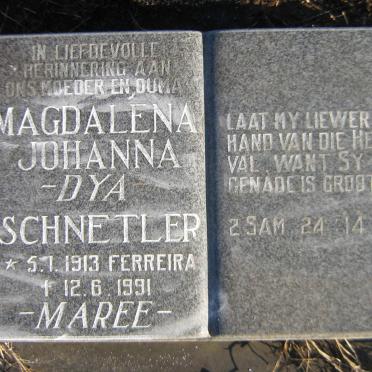 IN LIEFDEVOLLE
HERINNERING AAN
ONS MOEDER EN OUMA
MAGDALENA
JOHANNA
-DYA-
SCHNETLER
* 5.7.1913 FERREIRA
† 12.6.1991
-MAREE-
LAAT MY LIEWER
HAND VAN DIE HE
VAL, WANT SY
GENADE IS GROOT
2 SAM 24 14